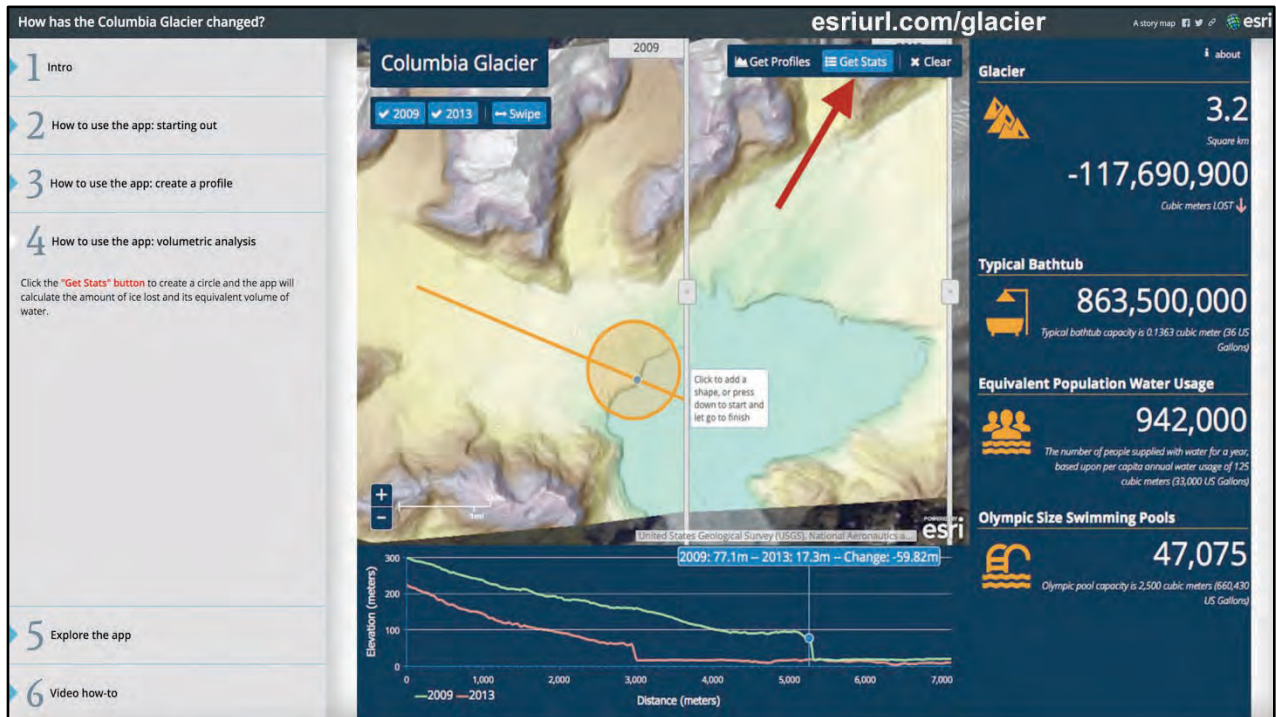 How has the Columbia Glacier changed?
esriurl.com/glacier
A story map
esri
1 Intro
2 How to use the app: starting out
3 How to use the app: create a profile
4 How to use the app: volumetric analysis
Click the "Get Stats" button to create a circle and the app will
calculate the amount of ice lost and its equivalent volume of
water.
5 Explore the app
6 Video how-to
Columbia Glacier
2009
2009 2013 Swipe
Get Profiles Get Stats Clear
Click to add a
shape, or press
down to start and
let go to finish
+
−
1mi
POWERED BY
esri
United States Geological Survey (USGS), National Aeronautics a...
2009: 77.1m -- 2013: 17.3m -- Change: -59.82m
Elevation (meters)
300
200
100
0
0 1,000 2,000 3,000 4,000 5,000 6,000 7,000
2009 2013
Distance (meters)
i about
Glacier
3.2
Square km
-117,690,900
Cubic meters LOST
Typical Bathtub
863,500,000
Typical bathtub capacity is 0.1363 cubic meter (36 US
Gallons)
Equivalent Population Water Usage
942,000
The number of people supplied with water for a year,
based upon per capita annual water usage of 125
cubic meters (33,000 US Gallons)
Olympic Size Swimming Pools
47,075
Olympic pool capacity is 2,500 cubic meters (660,430
US Gallons)